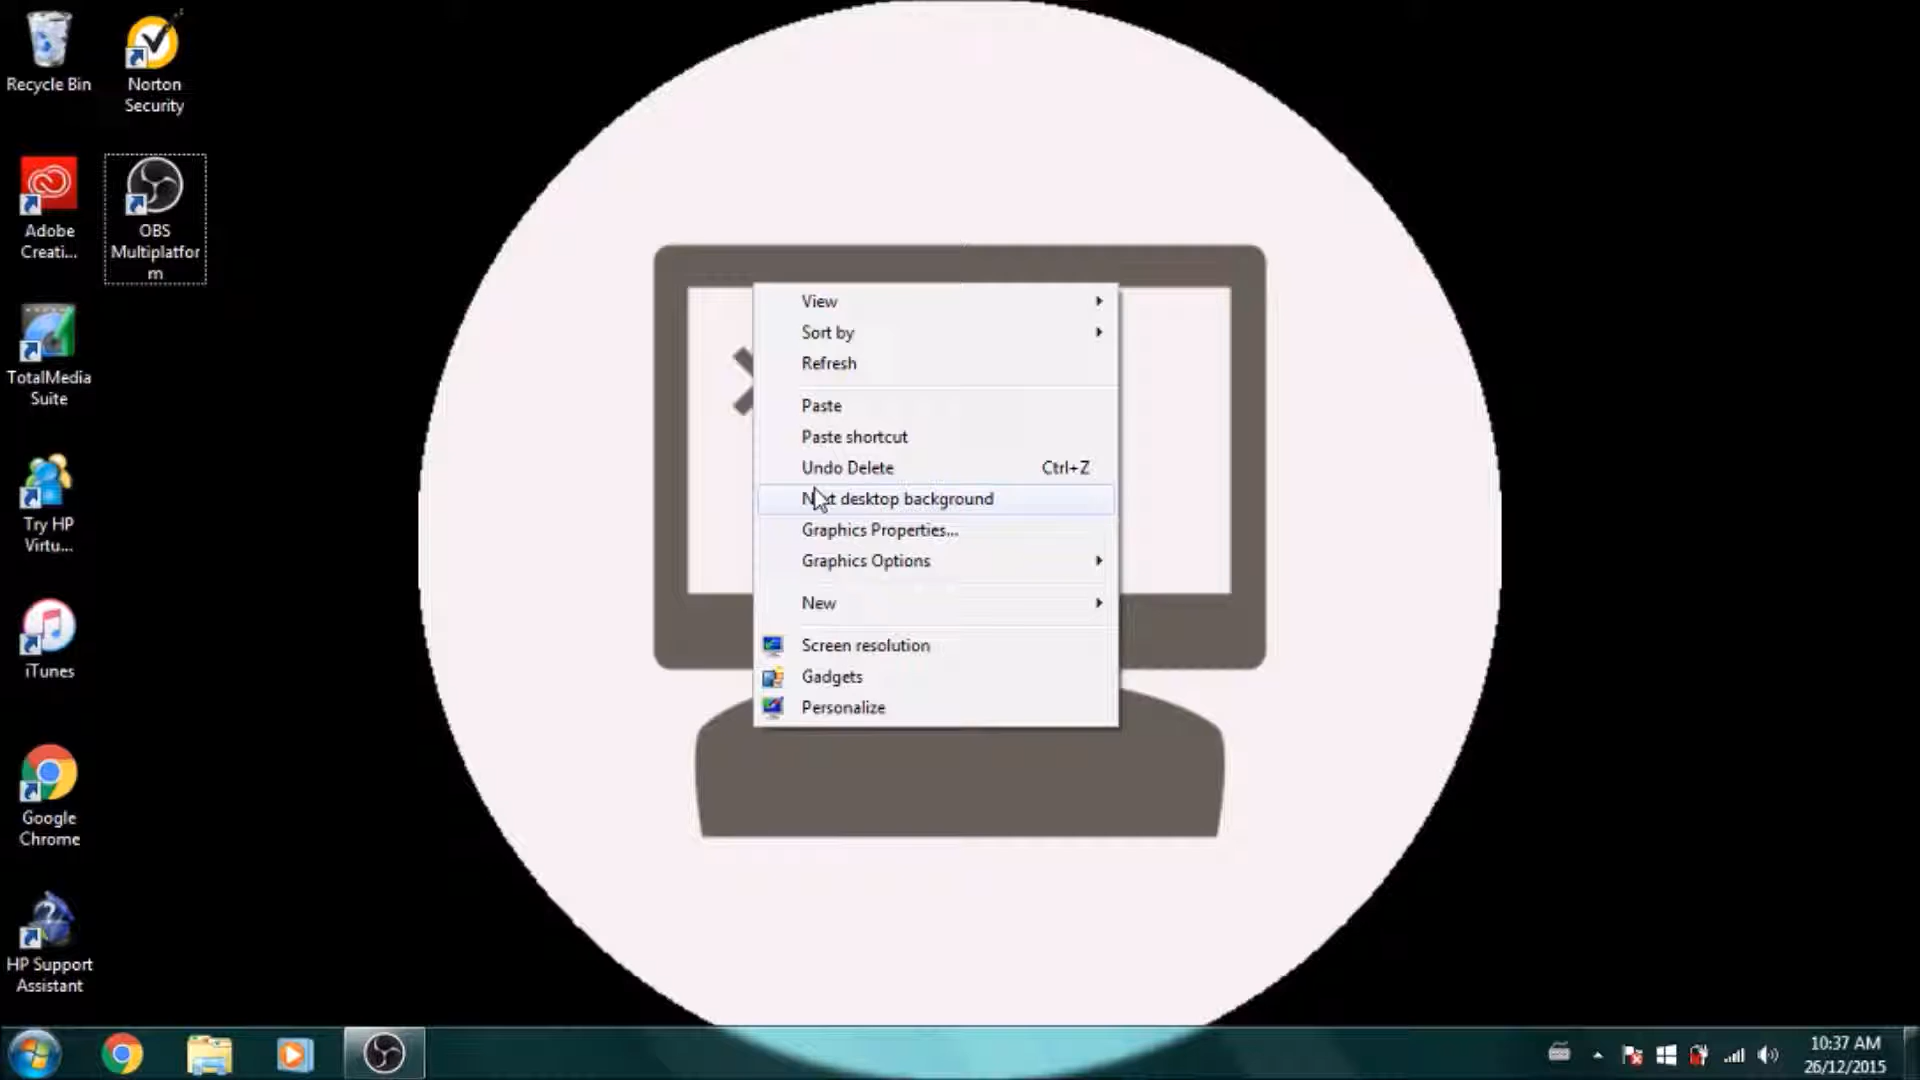 Recycle Bin
Norton
Security
Adobe
Creati...
OBS
Multiplatfor
m
TotalMedia
Suite
Try HP
Virtu...
iTunes
Google
Chrome
HP Support
Assistant
View
Sort by
Refresh
Paste
Paste shortcut
Undo Delete Ctrl+Z
desktop background
Graphics Properties...
Graphics Options
New
Screen resolution
Gadgets
Personalize
10:37 AM
26/12/2015